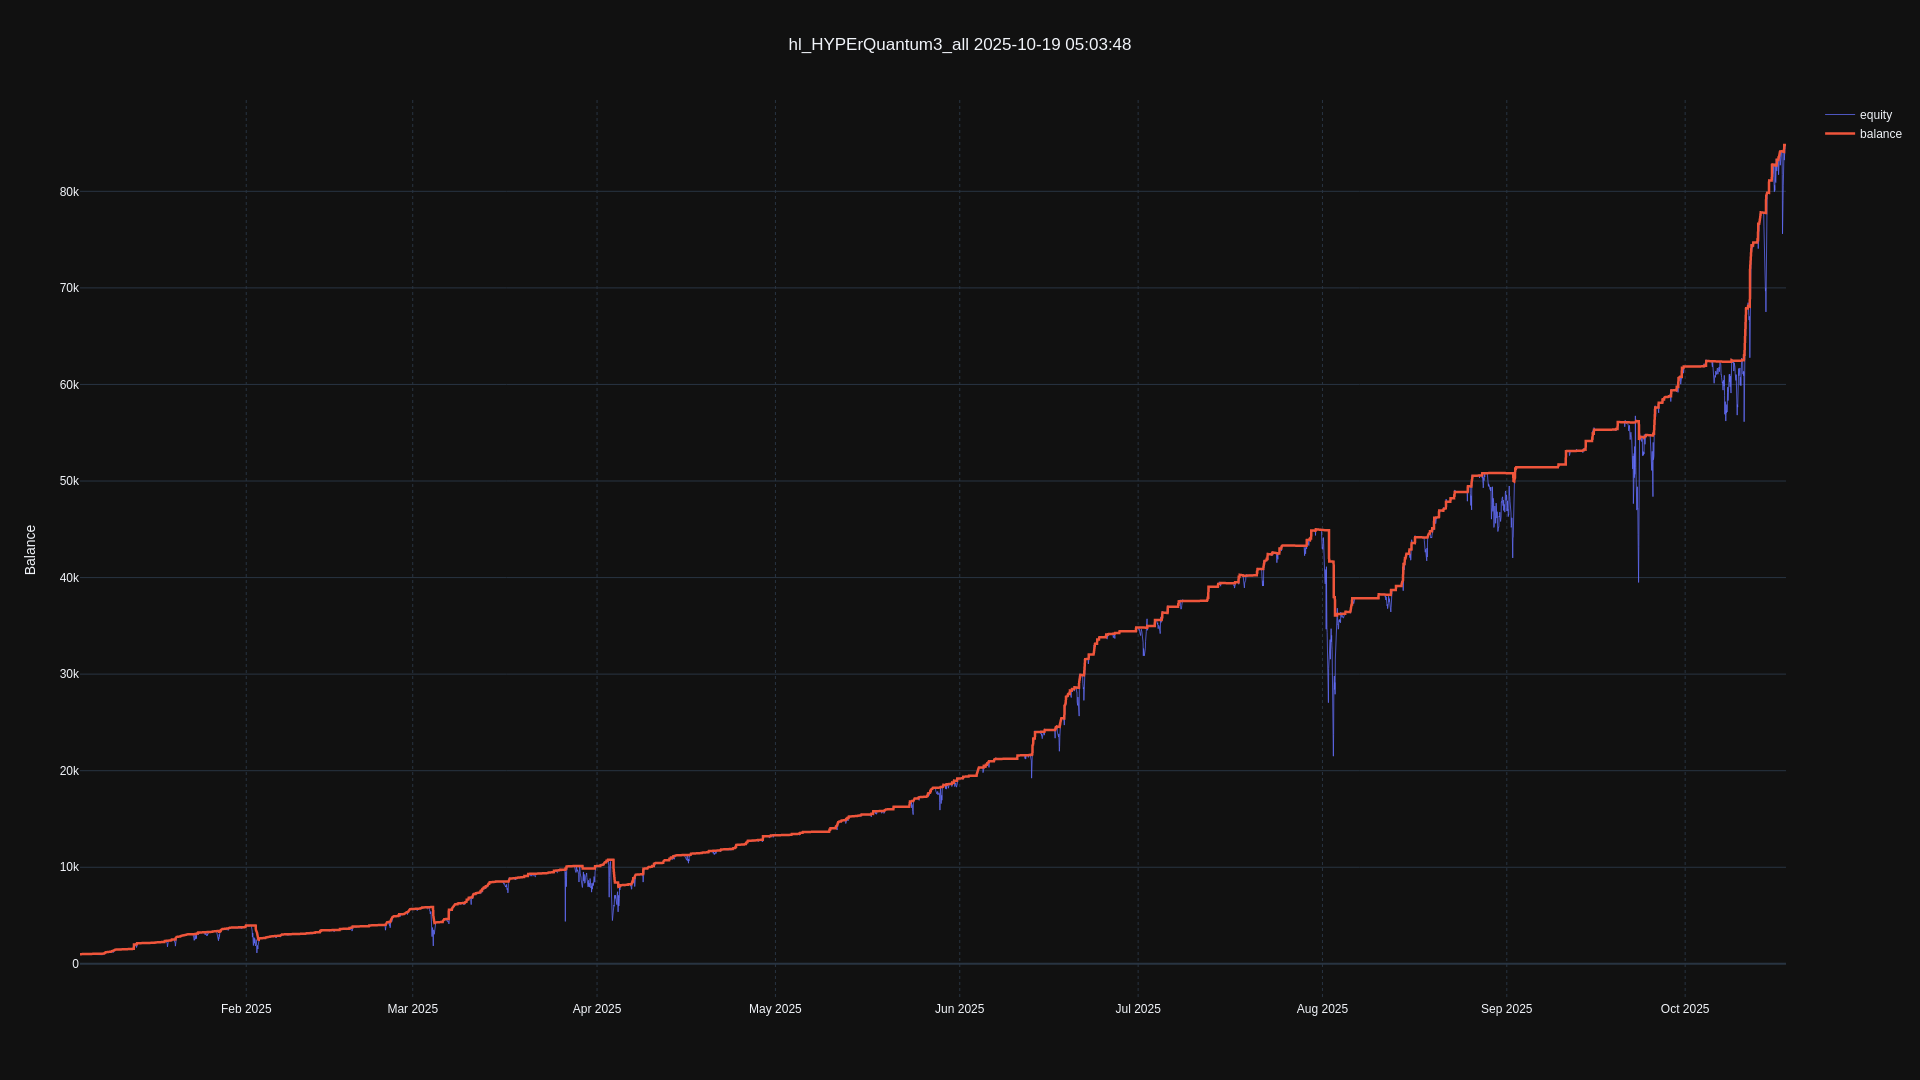 hl_HYPErQuantum3_all 2025-10-19 05:03:48
equity
balance
Balance
80k
70k
60k
50k
40k
30k
20k
10k
0
Feb 2025
Mar 2025
Apr 2025
May 2025
Jun 2025
Jul 2025
Aug 2025
Sep 2025
Oct 2025